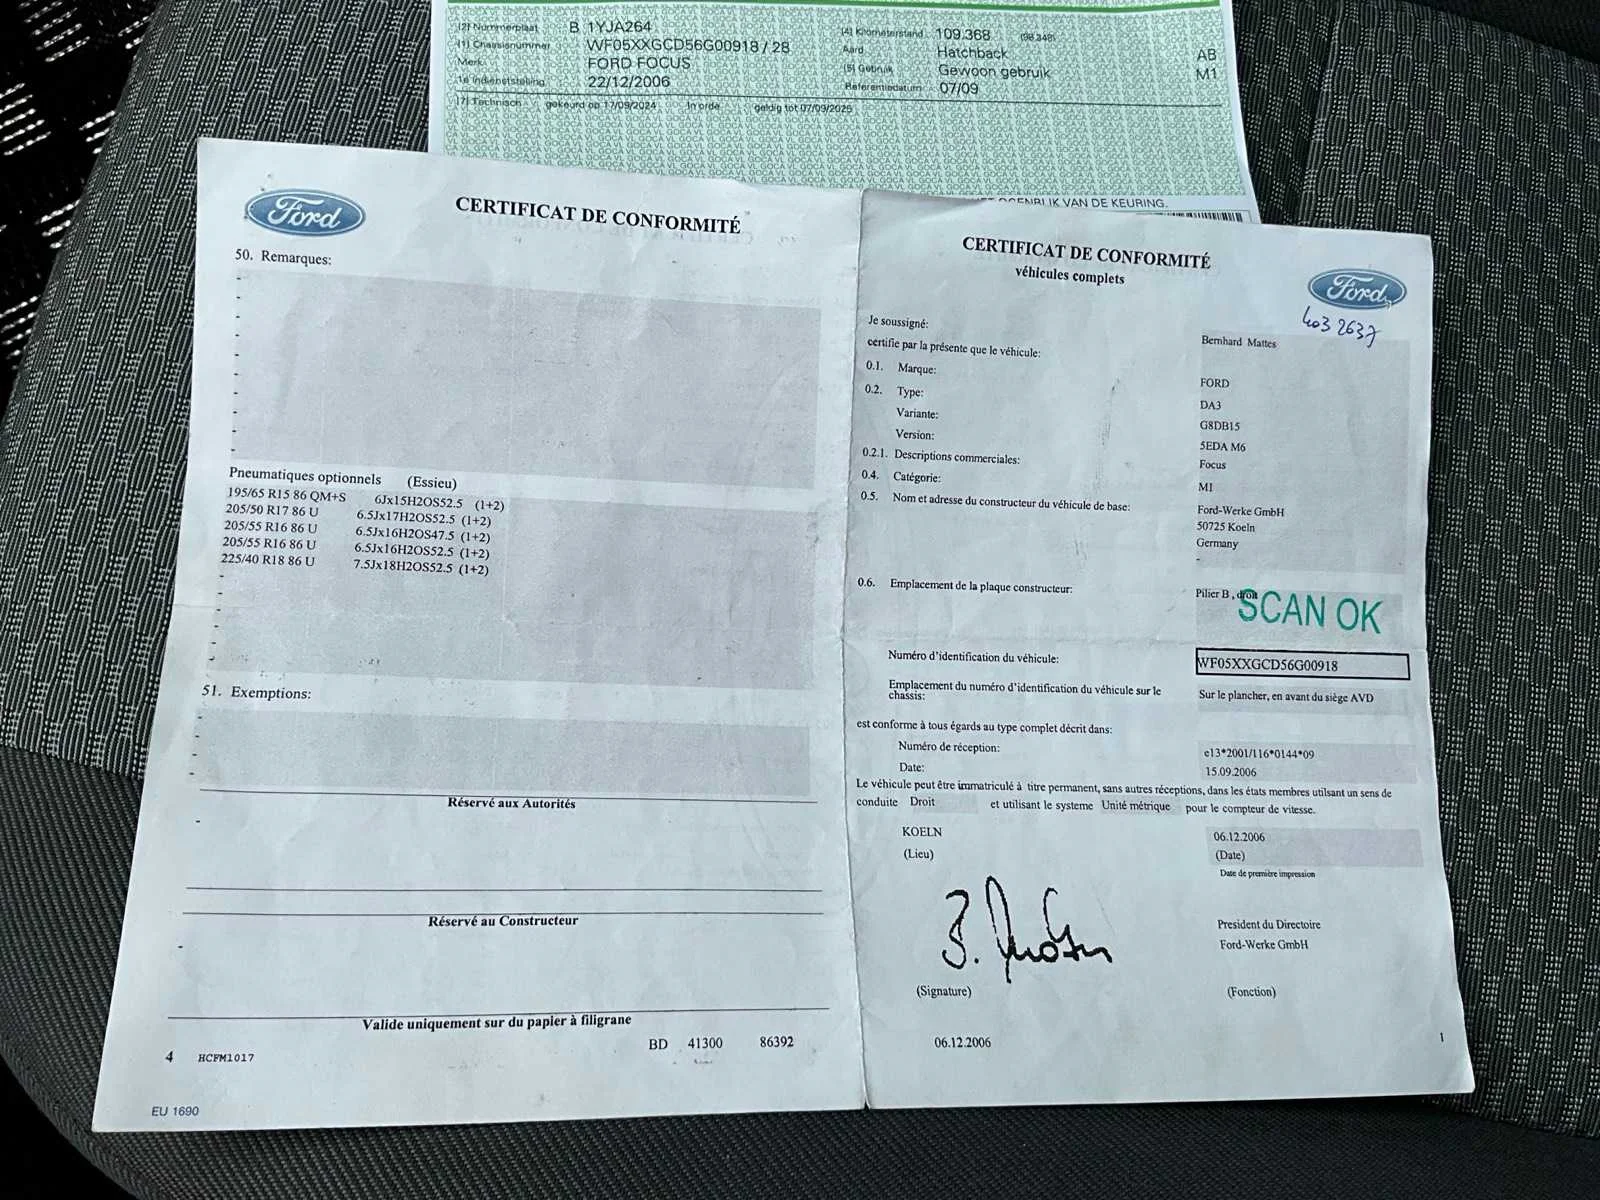 [2] Nummerplaat B 1YJA264
[1] Chassisnummer WF05XXGCD56G00918 / 28
Merk FORD FOCUS
1e indienststelling 22/12/2006
[4] Kilometerstand 109.368 (98.348)
Aard Hatchback AB
[5] Gebruik Gewoon gebruik M1
Referentiedatum 07/09
[7] Technisch gekeurd op 17/09/2024 In orde geldig tot 07/09/2025
VAN DE KEURING.
Ford
CERTIFICAT DE CONFORMITÉ
50. Remarques:
Pneumatiques optionnels (Essieu)
195/65 R15 86 QM+S 6Jx15H2OS52.5 (1+2)
205/50 R17 86 U 6.5Jx17H2OS52.5 (1+2)
205/55 R16 86 U 6.5Jx16H2OS47.5 (1+2)
205/55 R16 86 U 6.5Jx16H2OS52.5 (1+2)
225/40 R18 86 U 7.5Jx18H2OS52.5 (1+2)
51. Exemptions:
Réservé aux Autorités
Réservé au Constructeur
Valide uniquement sur du papier à filigrane
BD 41300 86392
4 HCFM1017
EU 1690
CERTIFICAT DE CONFORMITÉ
véhicules complets
Ford
403 2637
Je soussigné: Bernhard Mattes
certifie par la présente que le véhicule:
0.1. Marque: FORD
0.2. Type: DA3
Variante: G8DB15
Version: 5EDA M6
0.2.1. Descriptions commerciales: Focus
0.4. Catégorie: M1
0.5. Nom et adresse du constructeur du véhicule de base: Ford-Werke GmbH
50725 Koeln
Germany
-
0.6. Emplacement de la plaque constructeur: Pilier B , droit
SCAN OK
Numéro d'identification du véhicule: WF05XXGCD56G00918
Emplacement du numéro d'identification du véhicule sur le
chassis: Sur le plancher, en avant du siège AVD
est conforme à tous égards au type complet décrit dans:
Numéro de réception: e13*2001/116*0144*09
Date: 15.09.2006
Le véhicule peut être immatriculé à titre permanent, sans autres réceptions, dans les états membres utilsant un sens de
conduite Droit et utilisant le systeme Unité métrique pour le compteur de vitesse.
KOELN 06.12.2006
(Lieu) (Date)
Date de première impression
B. Mattes
President du Directoire
Ford-Werke GmbH
(Signature) (Fonction)
06.12.2006
1